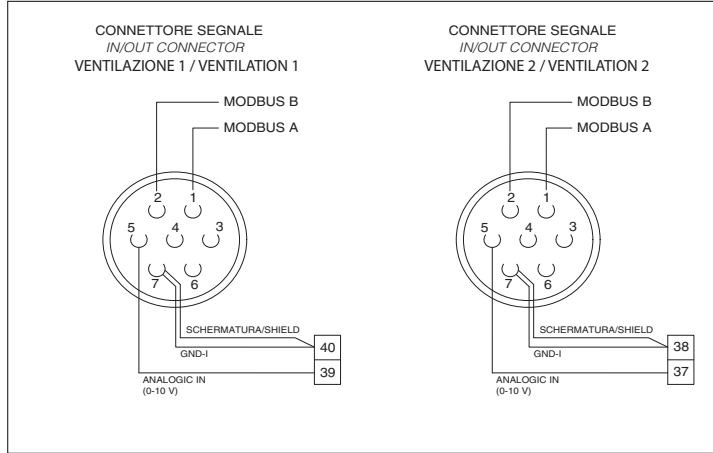 CONNETTORE SEGNALE
IN/OUT CONNECTOR
VENTILAZIONE 1 / VENTILATION 1
MODBUS B
MODBUS A
2
1
5
4
3
7
6
SCHERMATURA/SHIELD
40
GND-I
39
ANALOGIC IN
(0-10 V)
CONNETTORE SEGNALE
IN/OUT CONNECTOR
VENTILAZIONE 2 / VENTILATION 2
MODBUS B
MODBUS A
2
1
5
4
3
7
6
SCHERMATURA/SHIELD
38
GND-I
37
ANALOGIC IN
(0-10 V)